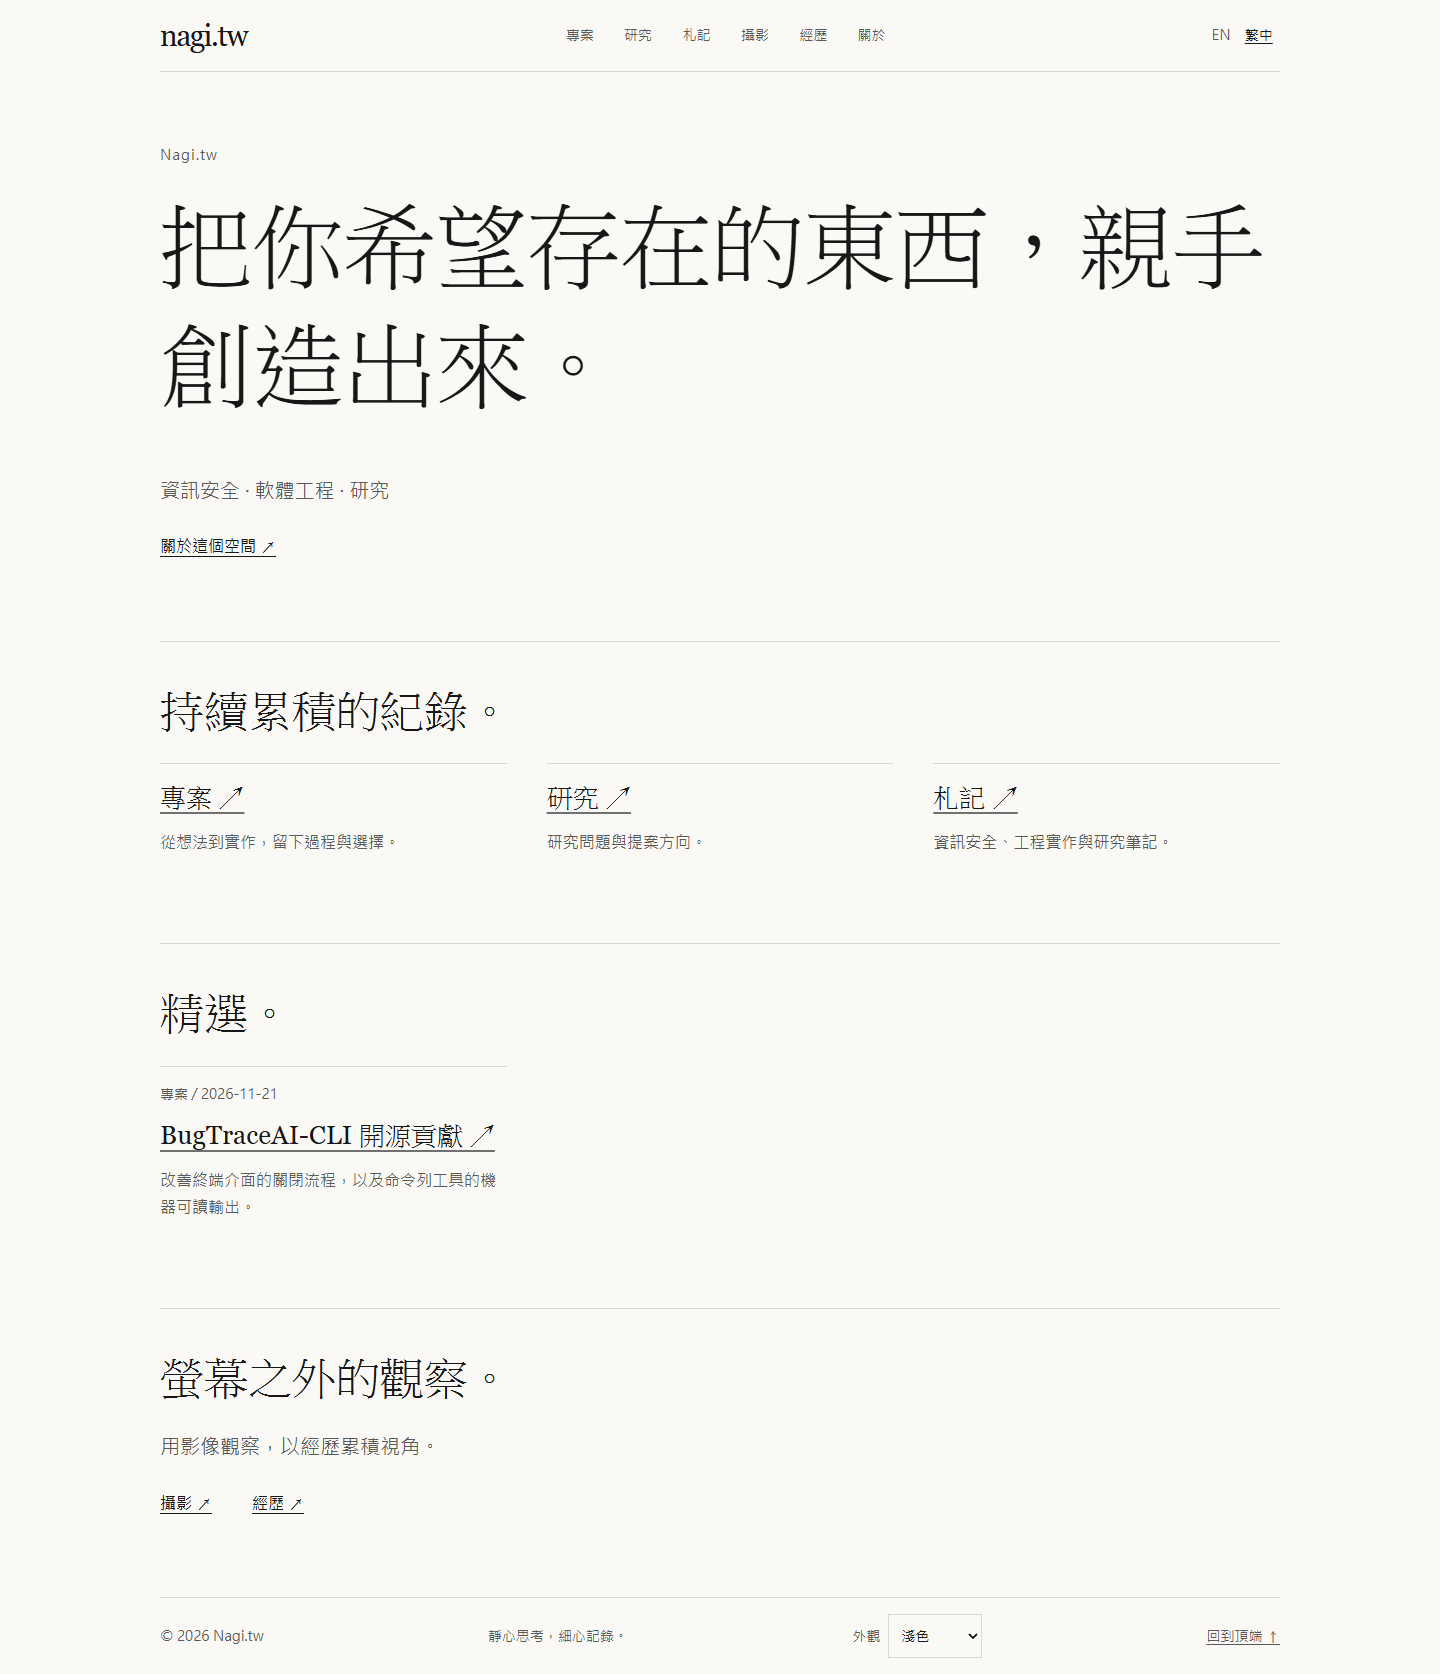 nagi.tw
專案 研究 札記 攝影 經歷 關於
EN 繁中
Nagi.tw
把你希望存在的東西，親手
創造出來。
資訊安全 · 軟體工程 · 研究
關於這個空間 ↗
持續累積的紀錄。
專案 ↗
從想法到實作，留下過程與選擇。
研究 ↗
研究問題與提案方向。
札記 ↗
資訊安全、工程實作與研究筆記。
精選。
專案 / 2026-11-21
BugTraceAI-CLI 開源貢獻 ↗
改善終端介面的關閉流程，以及命令列工具的機
器可讀輸出。
螢幕之外的觀察。
用影像觀察，以經歷累積視角。
攝影 ↗ 經歷 ↗
© 2026 Nagi.tw
靜心思考，細心記錄。
外觀 淺色
回到頂端 ↑